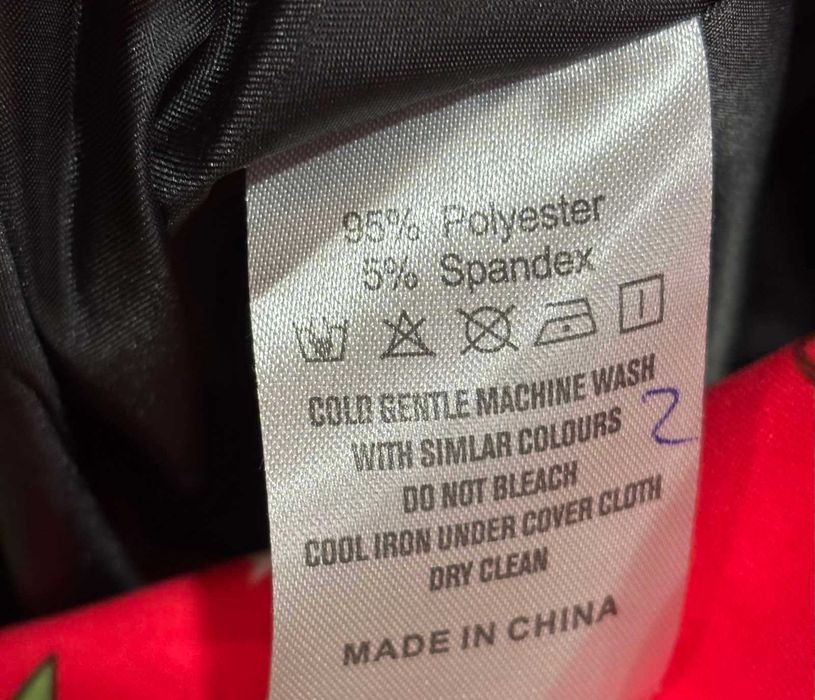 95% Polyester
5% Spandex
COLD GENTLE MACHINE WASH
WITH SIMLAR COLOURS
2
DO NOT BLEACH
COOL IRON UNDER COVER CLOTH
DRY CLEAN
MADE IN CHINA